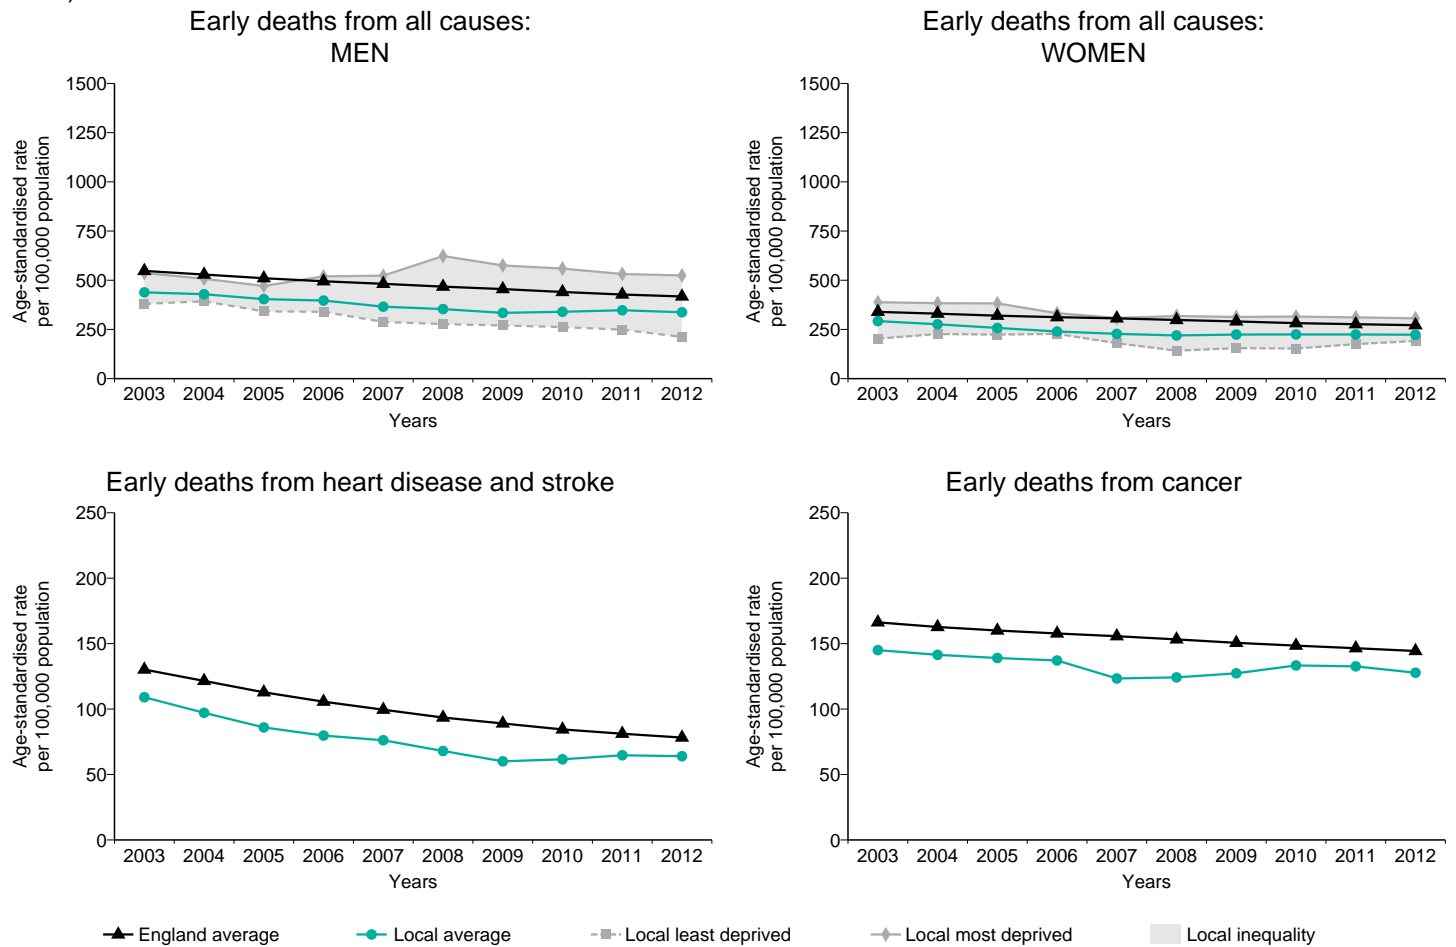 Early deaths from all causes:
MEN
1500
1250
1000
750
500
250
0
Age-standardised rate
per 100,000 population
2003 2004 2005 2006 2007 2008 2009 2010 2011 2012
Years
Early deaths from all causes:
WOMEN
1500
1250
1000
750
500
250
0
Age-standardised rate
per 100,000 population
2003 2004 2005 2006 2007 2008 2009 2010 2011 2012
Years
Early deaths from heart disease and stroke
250
200
150
100
50
0
Age-standardised rate
per 100,000 population
2003 2004 2005 2006 2007 2008 2009 2010 2011 2012
Years
Early deaths from cancer
250
200
150
100
50
0
Age-standardised rate
per 100,000 population
2003 2004 2005 2006 2007 2008 2009 2010 2011 2012
Years
England average Local average Local least deprived Local most deprived Local inequality